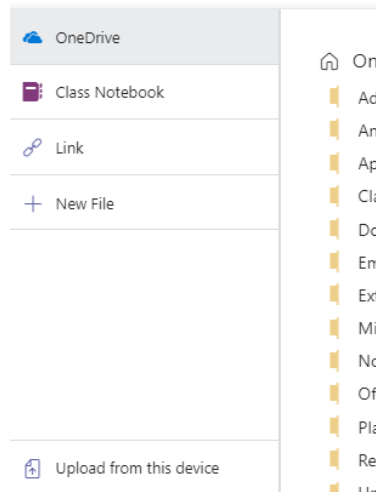 OneDrive
Class Notebook
Link
New File
Upload from this device
On
Ad
Ap
Cla
Do
Em
Ext
Mi
No
Of
Pla
Re